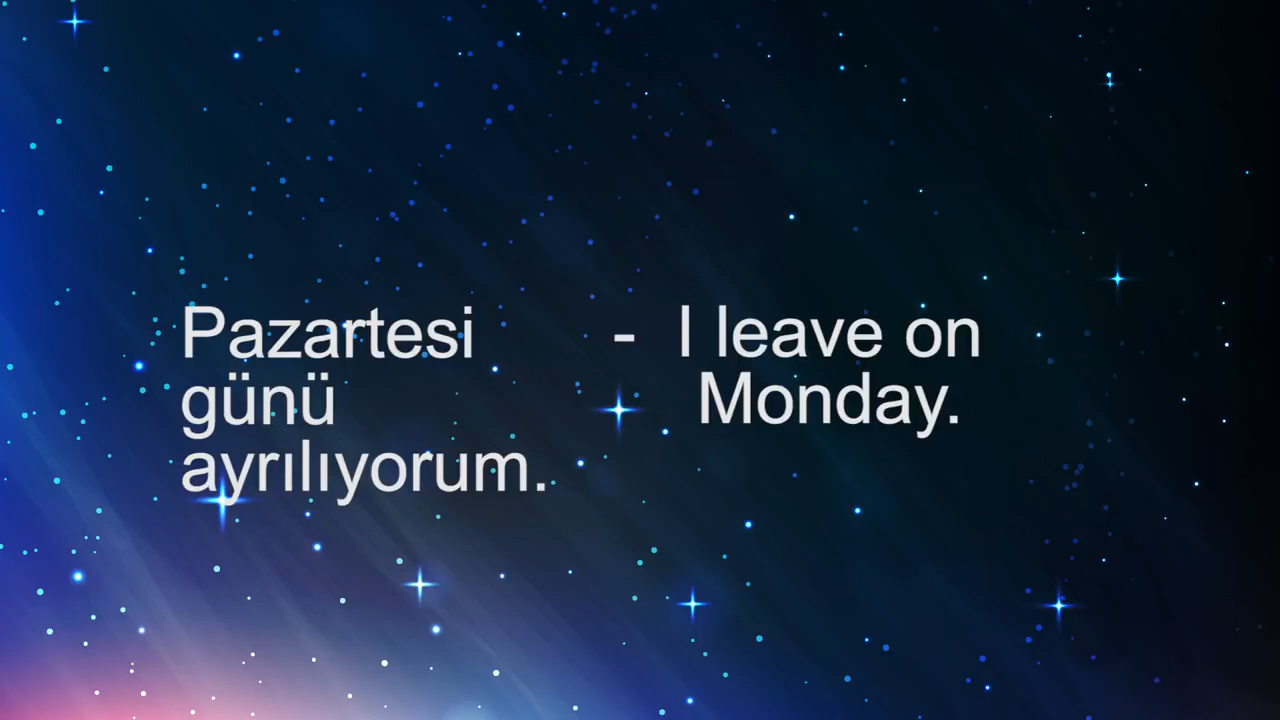 Pazartesi
günü
ayrılıyorum.
- I leave on
Monday.